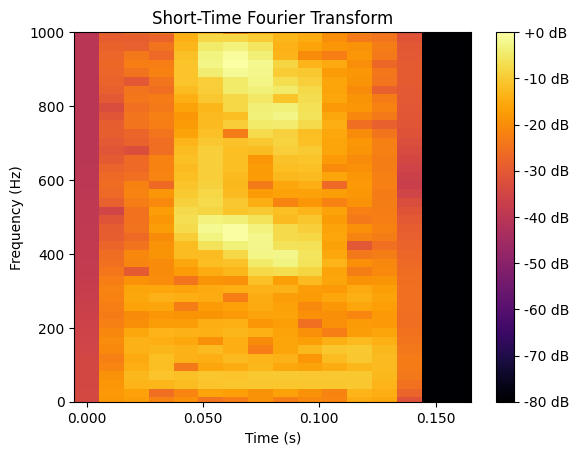 Short-Time Fourier Transform
1000
800
600
400
200
0
Frequency (Hz)
0.000
0.050
0.100
0.150
Time (s)
+0 dB
-10 dB
-20 dB
-30 dB
-40 dB
-50 dB
-60 dB
-70 dB
-80 dB